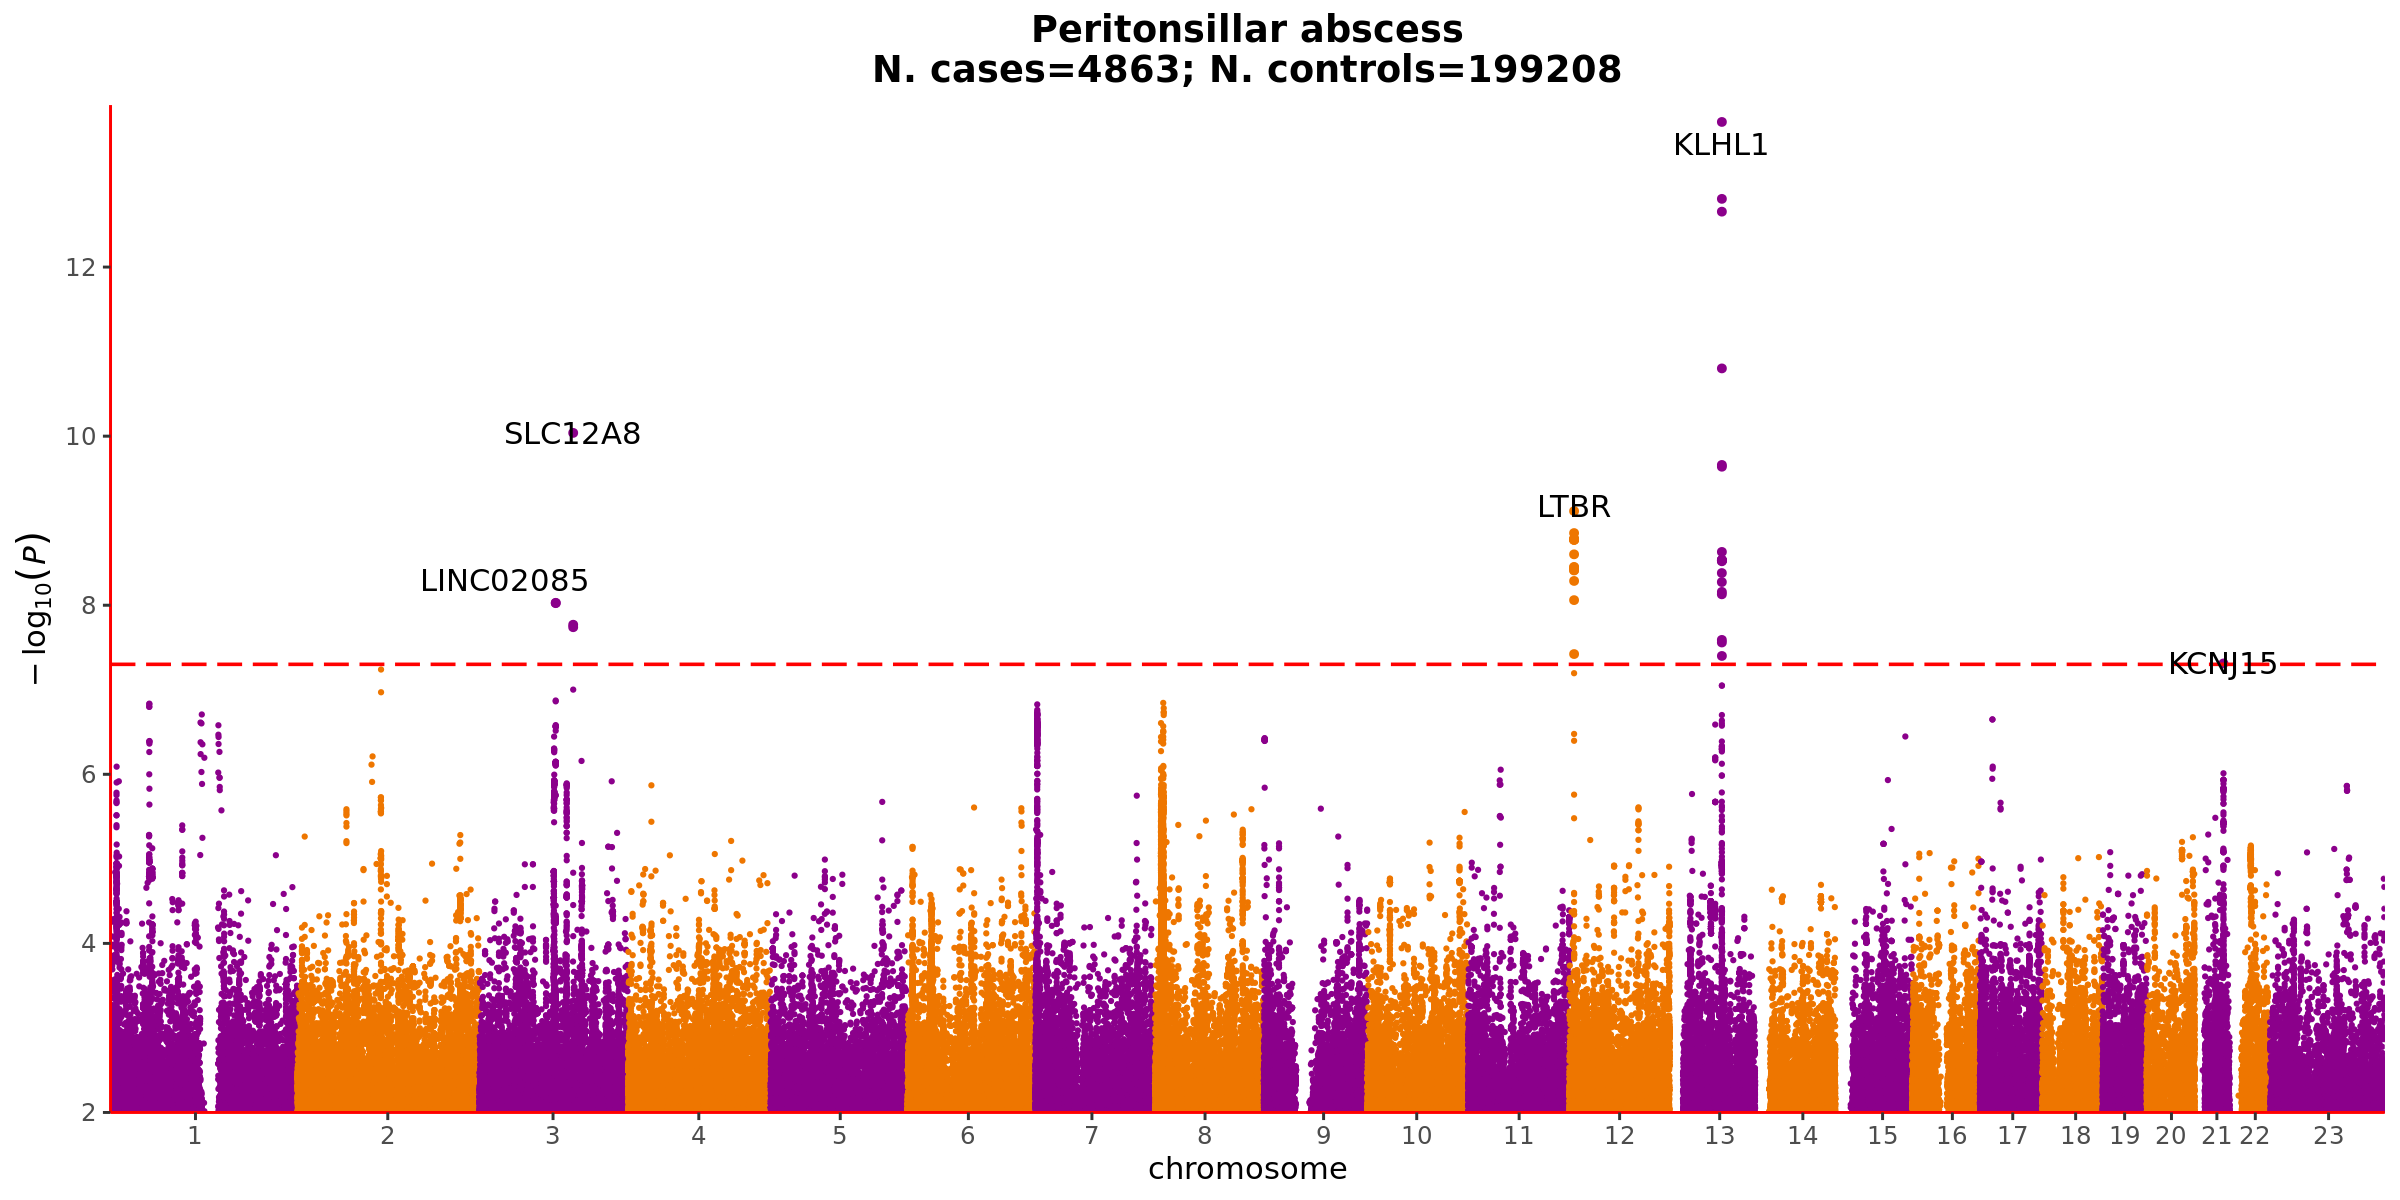 Peritonsillar abscess
N. cases=4863; N. controls=199208
KLHL1
12
SLC12A8
10
LTBR
LINC02085
8
KCNJ15
6
4
2
−log10(P)
1 2 3 4 5 6 7 8 9 10 11 12 13 14 15 16 17 18 19 20 21 22 23
chromosome